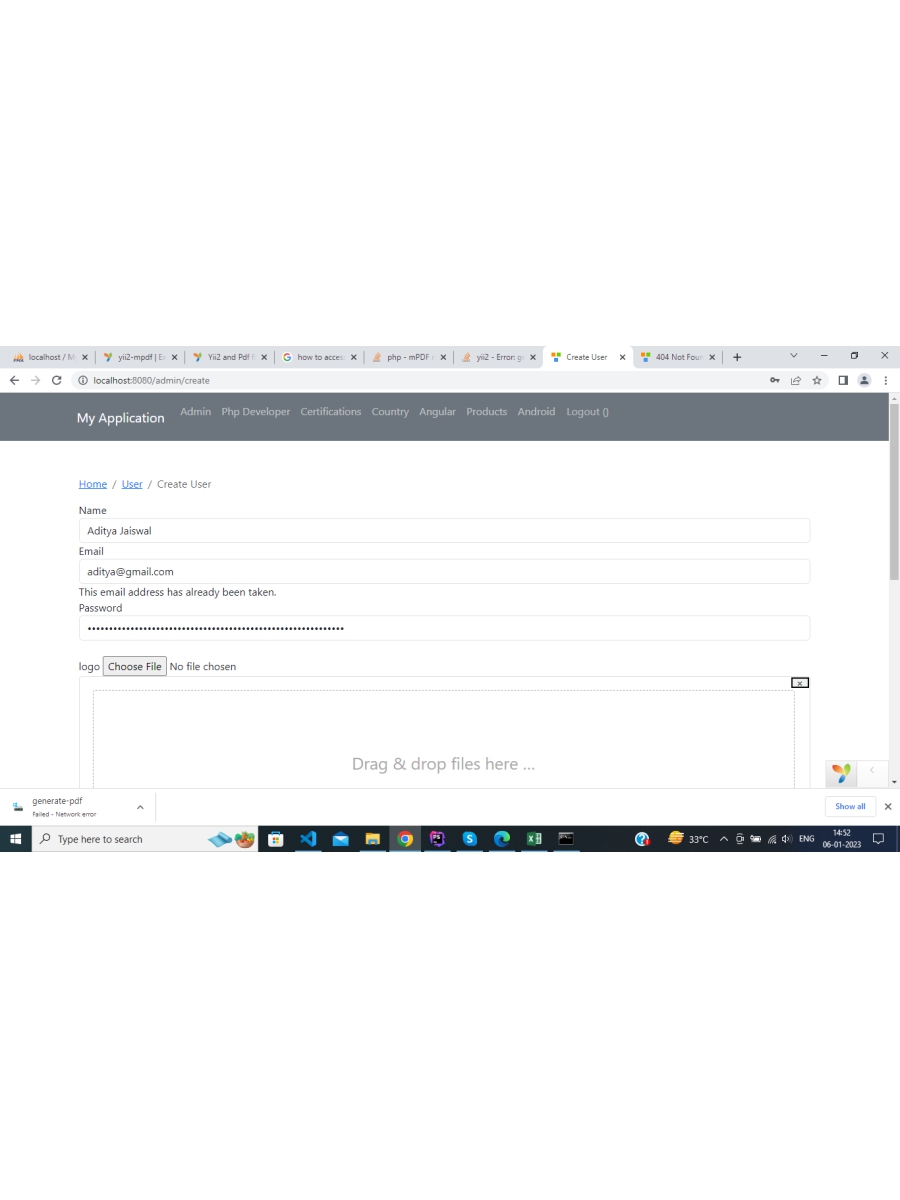 localhost / M
yii2-mpdf | Ex
Yii2 and Pdf f
how to acces
php - mPDF r
yii2 - Error: ge
Create User
404 Not Foun
localhost:8080/admin/create
My Application
Admin Php Developer Certifications Country Angular Products Android Logout ()
Home / User / Create User
Name
Aditya Jaiswal
Email
aditya@gmail.com
This email address has already been taken.
Password
logo Choose File No file chosen
x
Drag & drop files here ...
generate-pdf
Failed - Network error
Show all
Type here to search
33°C
ENG
14:52
06-01-2023